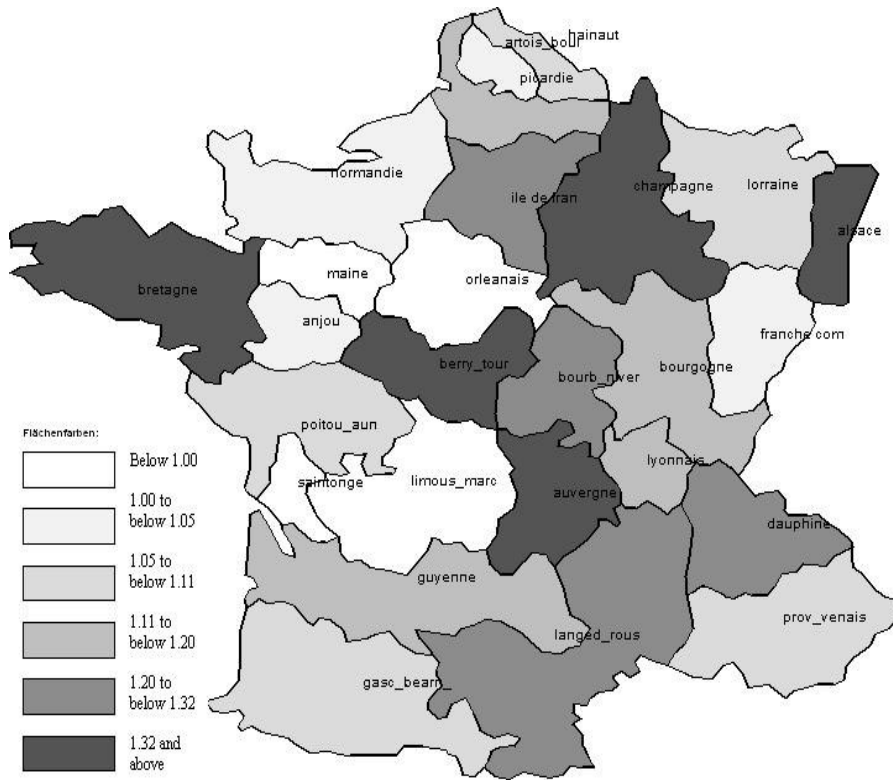 hainaut
artois_bour
picardie
normandie
ile de fran
champagne
lorraine
alsace
bretagne
maine
orleanais
anjou
franche com
berry_tour
bourb_niver
bourgogne
poitou_aun
lyonnais
saintonge
limous_marc
auvergne
dauphine
guyenne
langed_rous
prov_venais
gasc_bearn_
Flächenfarben:
Below 1.00
1.00 to
below 1.05
1.05 to
below 1.11
1.11 to
below 1.20
1.20 to
below 1.32
1.32 and
above